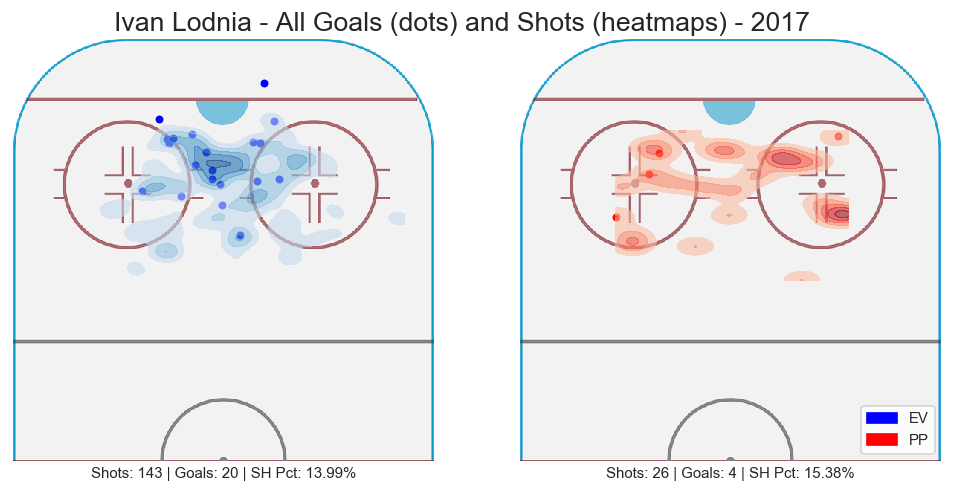 Ivan Lodnia - All Goals (dots) and Shots (heatmaps) - 2017
EV
PP
Shots: 143 | Goals: 20 | SH Pct: 13.99%
Shots: 26 | Goals: 4 | SH Pct: 15.38%